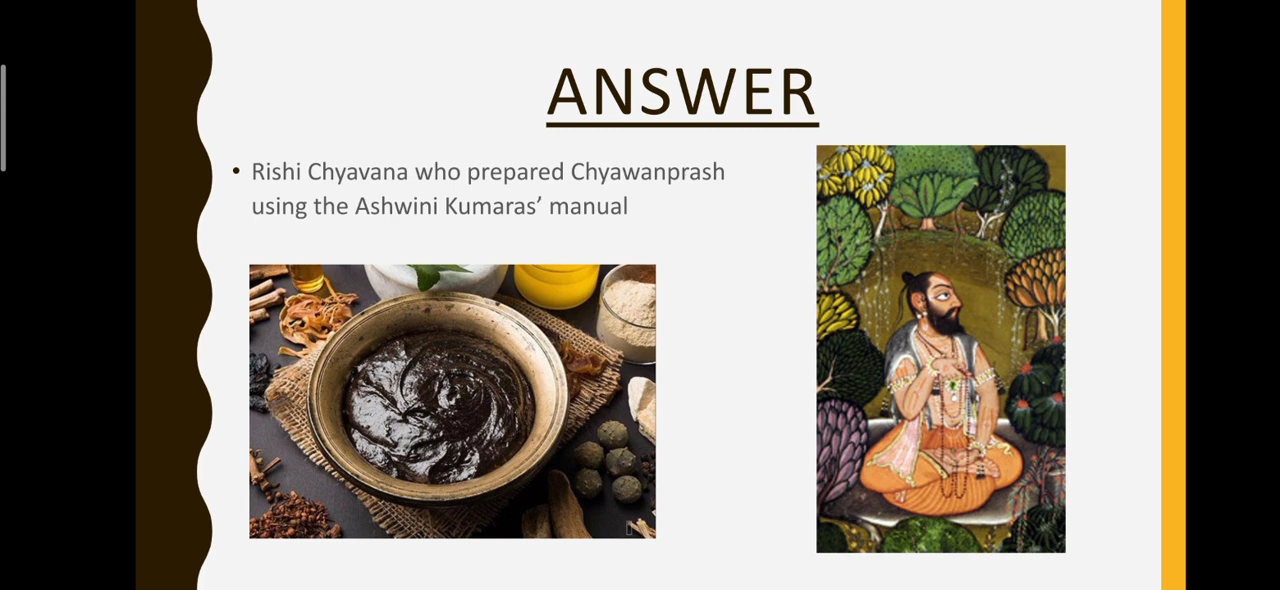 ANSWER
• Rishi Chyavana who prepared Chyawanprash
using the Ashwini Kumaras’ manual